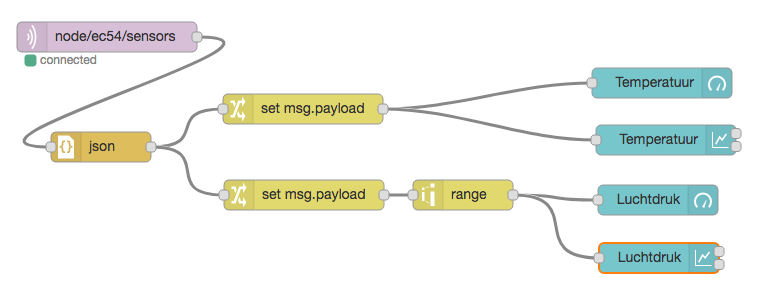 node/ec54/sensors
connected
json
set msg.payload
set msg.payload
range
Temperatuur
Temperatuur
Luchtdruk
Luchtdruk